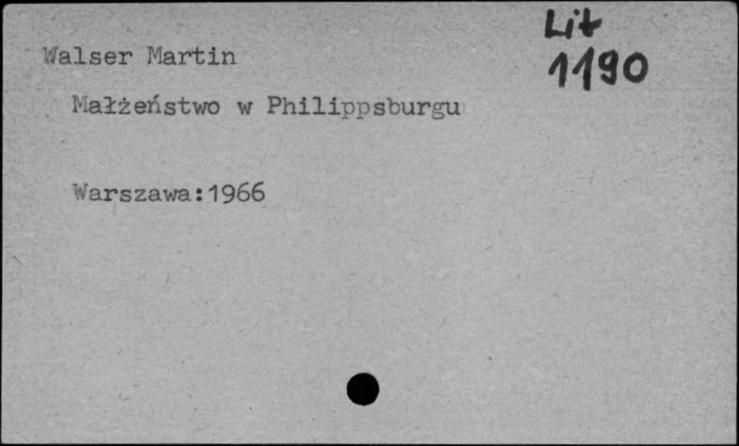 Lit
1190
Walser Martin
Małżeństwo w Philippsburgu
Warszawa:1966